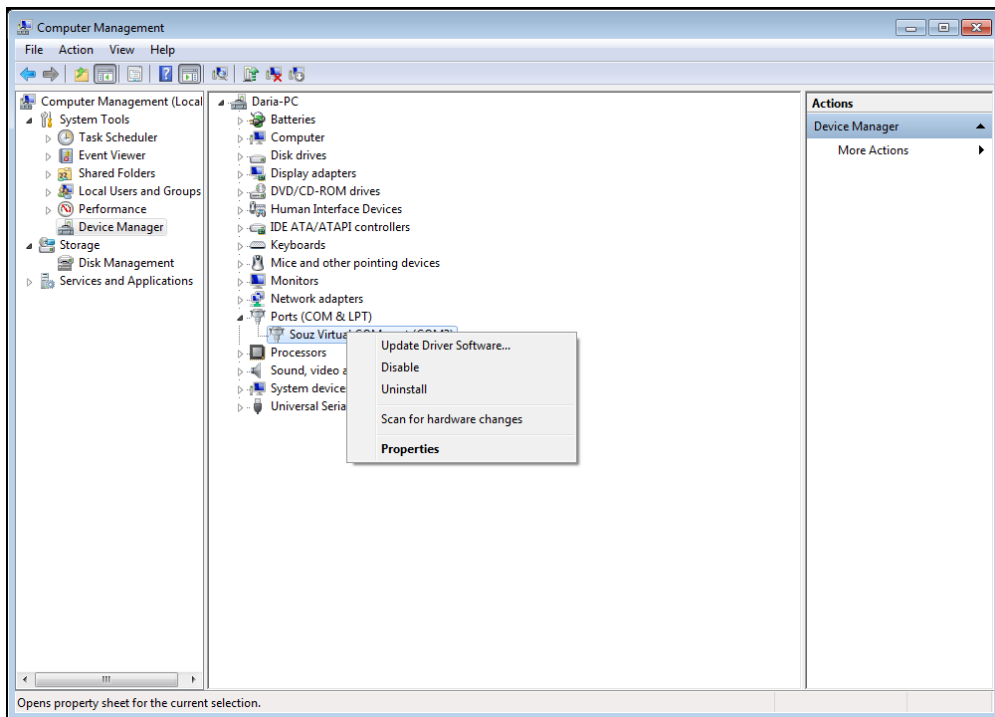 Computer Management
File Action View Help
Computer Management (Local
System Tools
Task Scheduler
Event Viewer
Shared Folders
Local Users and Groups
Performance
Device Manager
Storage
Disk Management
Services and Applications
Daria-PC
Batteries
Computer
Disk drives
Display adapters
DVD/CD-ROM drives
Human Interface Devices
IDE ATA/ATAPI controllers
Keyboards
Mice and other pointing devices
Monitors
Network adapters
Ports (COM & LPT)
Souz Virtua
Processors
Sound, video a
System device
Universal Seria
Update Driver Software...
Disable
Uninstall
Scan for hardware changes
Properties
Actions
Device Manager
More Actions
Opens property sheet for the current selection.